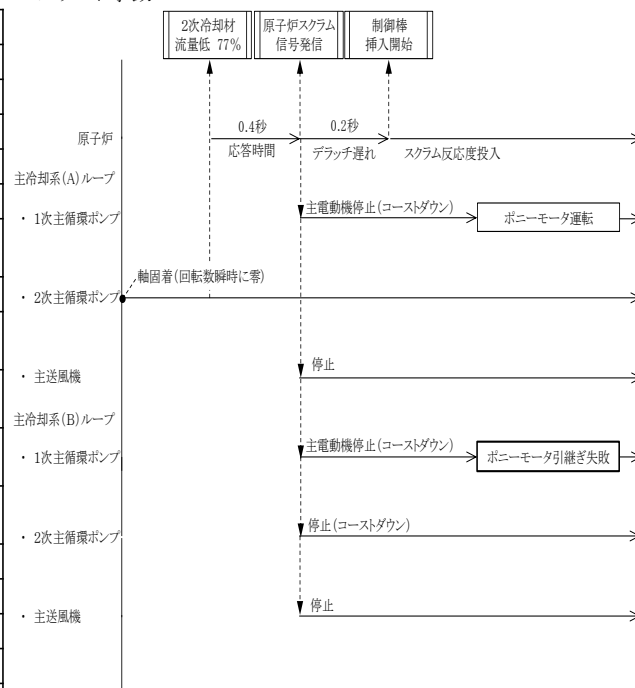 2次冷却材
流量低 77%
原子炉スクラム
信号発信
制御棒
挿入開始
原子炉
0.4秒
応答時間
0.2秒
デラッチ遅れ
スクラム反応度投入
主冷却系(A)ループ
・ 1次主循環ポンプ
主電動機停止(コーストダウン)
ポニーモータ運転
軸固着(回転数瞬時に零)
・ 2次主循環ポンプ
・ 主送風機
停止
主冷却系(B)ループ
・ 1次主循環ポンプ
主電動機停止(コーストダウン)
ポニーモータ引継ぎ失敗
・ 2次主循環ポンプ
停止(コーストダウン)
・ 主送風機
停止